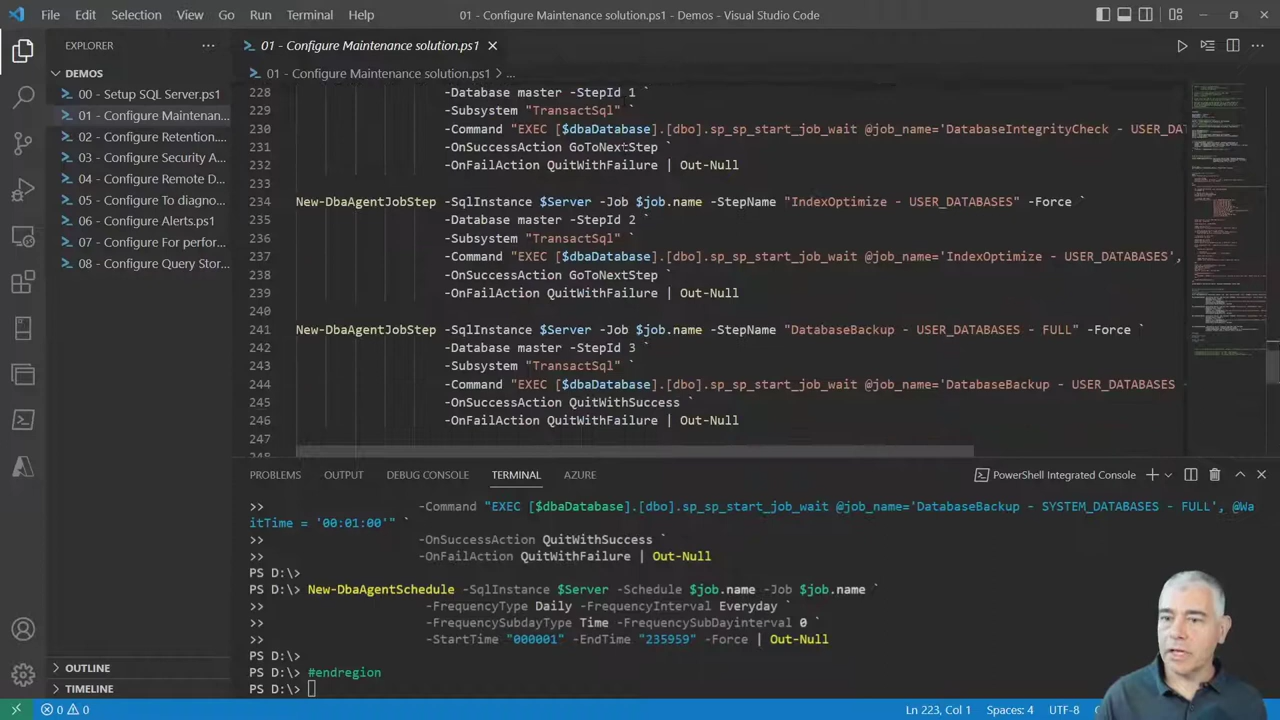 File Edit Selection View Go Run Terminal Help 01 - Configure Maintenance solution.ps1 - Demos - Visual Studio Code
EXPLORER
DEMOS
00 - Setup SQL Server.ps1
01 - Configure Maintenan...
02 - Configure Retention...
03 - Configure Security A...
04 - Configure Remote D...
05 - Configure To diagno...
06 - Configure Alerts.ps1
07 - Configure For perfor...
08 - Configure Query Stor...
OUTLINE
TIMELINE
01 - Configure Maintenance solution.ps1
01 - Configure Maintenance solution.ps1 > ...
228 -Database master -StepId 1 `
229 -Subsystem "TransactSql" `
230 -Command "EXEC [$dbaDatabase].[dbo].sp_sp_start_job_wait @job_name='DatabaseIntegrityCheck - USER_DA
231 -OnSuccessAction GoToNextStep `
232 -OnFailAction QuitWithFailure | Out-Null
233
234 New-DbaAgentJobStep -SqlInstance $Server -Job $job.name -StepName "IndexOptimize - USER_DATABASES" -Force `
235 -Database master -StepId 2 `
236 -Subsystem "TransactSql" `
237 -Command "EXEC [$dbaDatabase].[dbo].sp_sp_start_job_wait @job_name='IndexOptimize - USER_DATABASES',
238 -OnSuccessAction GoToNextStep `
239 -OnFailAction QuitWithFailure | Out-Null
240
241 New-DbaAgentJobStep -SqlInstance $Server -Job $job.name -StepName "DatabaseBackup - USER_DATABASES - FULL" -Force `
242 -Database master -StepId 3 `
243 -Subsystem "TransactSql" `
244 -Command "EXEC [$dbaDatabase].[dbo].sp_sp_start_job_wait @job_name='DatabaseBackup - USER_DATABASES -
245 -OnSuccessAction QuitWithSuccess `
246 -OnFailAction QuitWithFailure | Out-Null
247
248
PROBLEMS OUTPUT DEBUG CONSOLE TERMINAL AZURE PowerShell Integrated Console
>> -Command "EXEC [$dbaDatabase].[dbo].sp_sp_start_job_wait @job_name='DatabaseBackup - SYSTEM_DATABASES - FULL', @Wa
itTime = '00:01:00'" `
>> -OnSuccessAction QuitWithSuccess `
>> -OnFailAction QuitWithFailure | Out-Null
PS D:\>
PS D:\> New-DbaAgentSchedule -SqlInstance $Server -Schedule $job.name -Job $job.name `
>> -FrequencyType Daily -FrequencyInterval Everyday `
>> -FrequencySubdayType Time -FrequencySubDayinterval 0 `
>> -StartTime "000001" -EndTime "235959" -Force | Out-Null
PS D:\>
PS D:\> #endregion
PS D:\>
0 0 Ln 223, Col 1 Spaces: 4 UTF-8